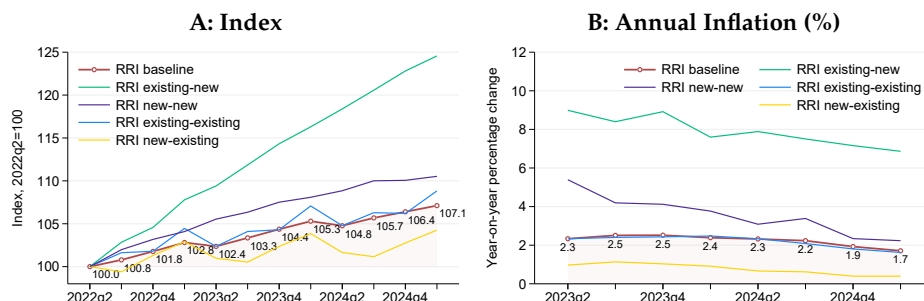 A: Index
125
120
115
110
105
100
Index, 2022q2=100
RRI baseline
RRI existing-new
RRI new-new
RRI existing-existing
RRI new-existing
100.0
100.8
101.8
102.8
102.4
103.3
104.4
105.3
104.8
105.7
106.4
107.1
2022q2
2022q4
2023q2
2023q4
2024q2
2024q4
B: Annual Inflation (%)
12
10
8
6
4
2
0
Year-on-year percentage change
RRI baseline
RRI existing-new
RRI new-new
RRI existing-existing
RRI new-existing
2.3
2.5
2.5
2.4
2.3
2.2
1.9
1.7
2023q2
2023q4
2024q2
2024q4